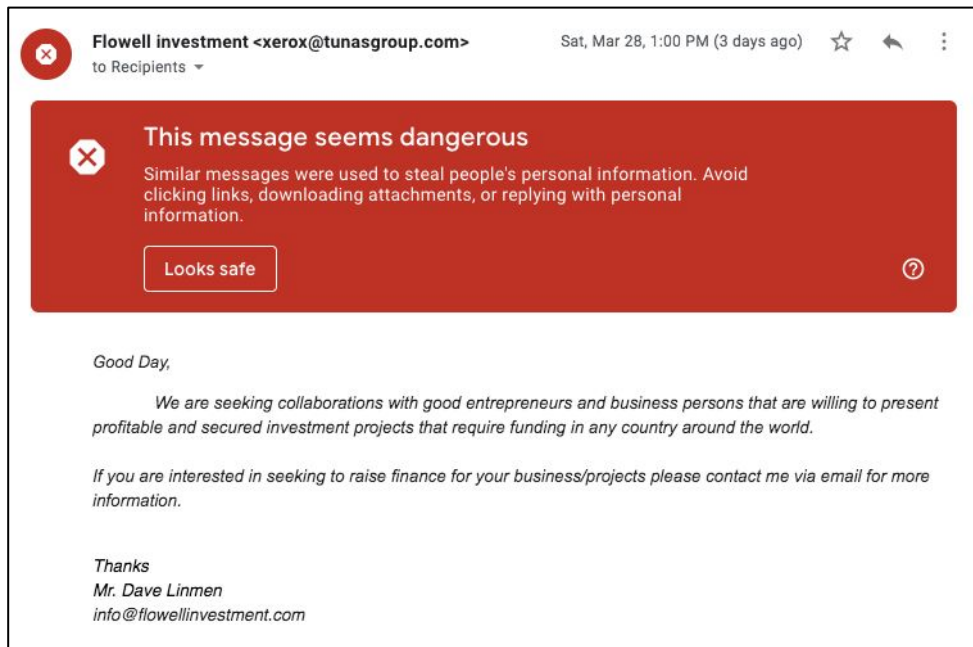 Flowell investment <xerox@tunasgroup.com> Sat, Mar 28, 1:00 PM (3 days ago)
to Recipients
This message seems dangerous
Similar messages were used to steal people's personal information. Avoid
clicking links, downloading attachments, or replying with personal
information.
Looks safe
Good Day,
We are seeking collaborations with good entrepreneurs and business persons that are willing to present
profitable and secured investment projects that require funding in any country around the world.
If you are interested in seeking to raise finance for your business/projects please contact me via email for more
information.
Thanks
Mr. Dave Linmen
info@flowellinvestment.com